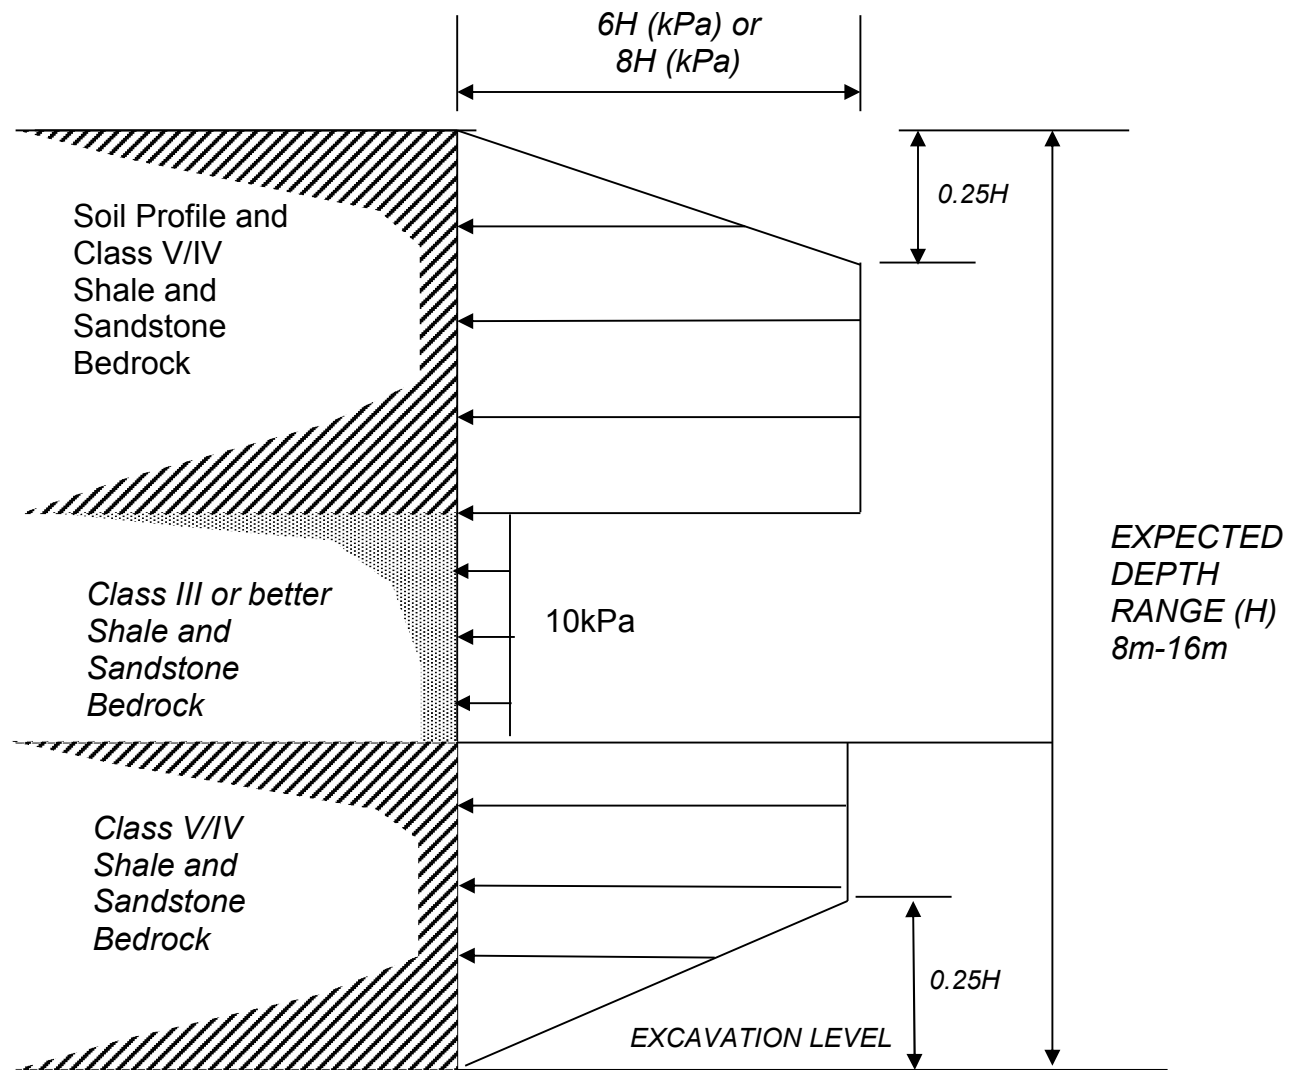 6H (kPa) or
8H (kPa)
0.25H
Soil Profile and
Class V/IV
Shale and
Sandstone
Bedrock
EXPECTED
DEPTH
RANGE (H)
8m-16m
Class III or better
Shale and
Sandstone
Bedrock
10kPa
Class V/IV
Shale and
Sandstone
Bedrock
0.25H
EXCAVATION LEVEL